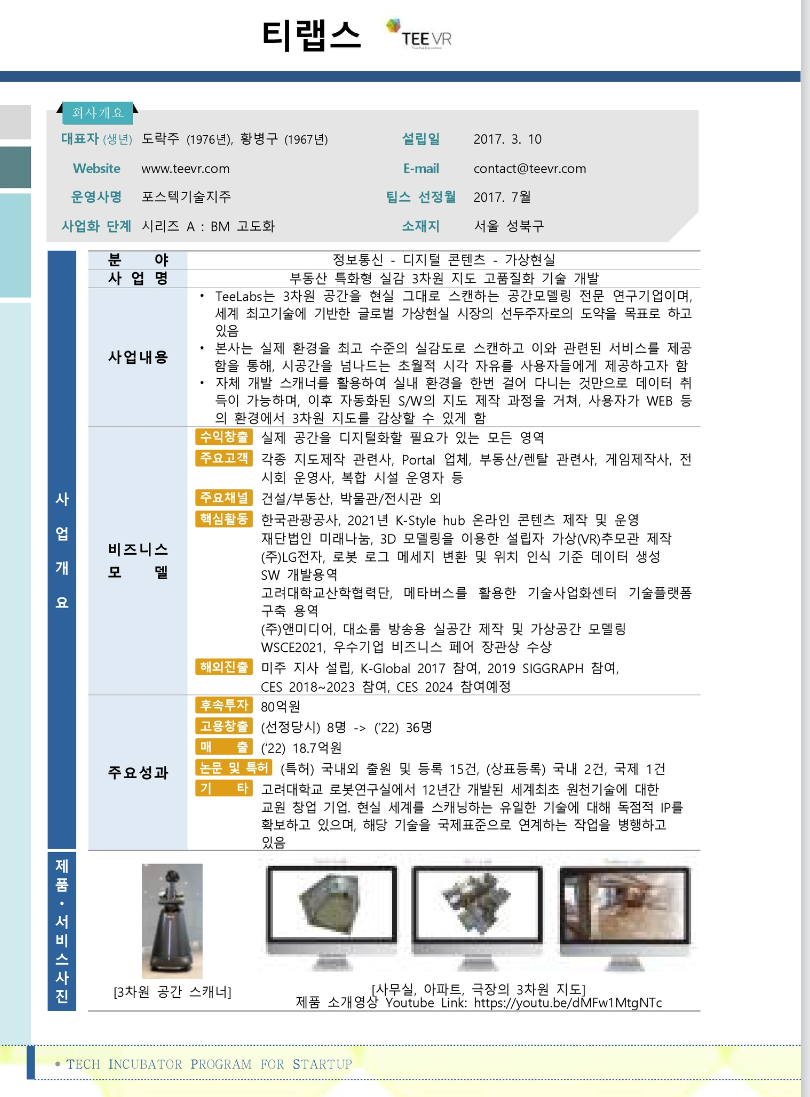 티랩스
TEE VR
회사개요
대표자 (생년) 도락주 (1976년), 황병구 (1967년) 설립일 2017. 3. 10
Website www.teevr.com E-mail contact@teevr.com
운영사명 포스텍기술지주 팁스 선정월 2017. 7월
사업화 단계 시리즈 A : BM 고도화 소재지 서울 성북구
사업개요
분 야 정보통신 - 디지털 콘텐츠 - 가상현실
사 업 명 부동산 특화형 실감 3차원 지도 고품질화 기술 개발
사업내용
• TeeLabs는 3차원 공간을 현실 그대로 스캔하는 공간모델링 전문 연구기업이며,
세계 최고기술에 기반한 글로벌 가상현실 시장의 선두주자로의 도약을 목표로 하고
있음
• 본사는 실제 환경을 최고 수준의 실감도로 스캔하고 이와 관련된 서비스를 제공
함을 통해, 시공간을 넘나드는 초월적 시각 자유를 사용자들에게 제공하고자 함
• 자체 개발 스캐너를 활용하여 실내 환경을 한번 걸어 다니는 것만으로 데이터 취
득이 가능하며, 이후 자동화된 S/W의 지도 제작 과정을 거쳐, 사용자가 WEB 등
의 환경에서 3차원 지도를 감상할 수 있게 함
비즈니스
모 델
수익창출 실제 공간을 디지털화할 필요가 있는 모든 영역
주요고객 각종 지도제작 관련사, Portal 업체, 부동산/렌탈 관련사, 게임제작사, 전
시회 운영사, 복합 시설 운영자 등
주요채널 건설/부동산, 박물관/전시관 외
핵심활동 한국관광공사, 2021년 K-Style hub 온라인 콘텐츠 제작 및 운영
재단법인 미래나눔, 3D 모델링을 이용한 설립자 가상(VR)추모관 제작
(주)LG전자, 로봇 로그 메세지 변환 및 위치 인식 기준 데이터 생성
SW 개발용역
고려대학교산학협력단, 메타버스를 활용한 기술사업화센터 기술플랫폼
구축 용역
(주)앤미디어, 대소룸 방송용 실공간 제작 및 가상공간 모델링
WSCE2021, 우수기업 비즈니스 페어 장관상 수상
해외진출 미주 지사 설립, K-Global 2017 참여, 2019 SIGGRAPH 참여,
CES 2018~2023 참여, CES 2024 참여예정
주요성과
후속투자 80억원
고용창출 (선정당시) 8명 -> ('22) 36명
매 출 ('22) 18.7억원
논문 및 특허 (특허) 국내외 출원 및 등록 15건, (상표등록) 국내 2건, 국제 1건
기 타 고려대학교 로봇연구실에서 12년간 개발된 세계최초 원천기술에 대한
교원 창업 기업. 현실 세계를 스캐닝하는 유일한 기술에 대해 독점적 IP를
확보하고 있으며, 해당 기술을 국제표준으로 연계하는 작업을 병행하고
있음
제품·서비스사진
[3차원 공간 스캐너] [사무실, 아파트, 극장의 3차원 지도]
제품 소개영상 Youtube Link: https://youtu.be/dMFw1MtgNTc
• TECH INCUBATOR PROGRAM FOR STARTUP